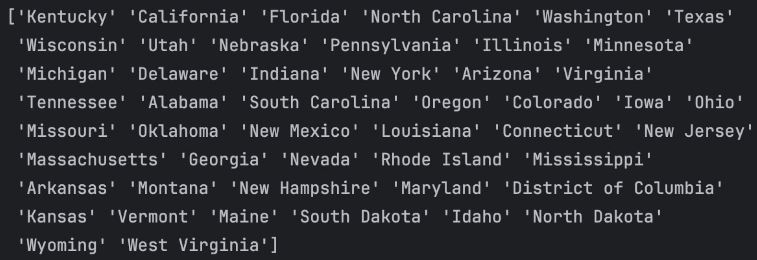 ['Kentucky' 'California' 'Florida' 'North Carolina' 'Washington' 'Texas'
'Wisconsin' 'Utah' 'Nebraska' 'Pennsylvania' 'Illinois' 'Minnesota'
'Michigan' 'Delaware' 'Indiana' 'New York' 'Arizona' 'Virginia'
'Tennessee' 'Alabama' 'South Carolina' 'Oregon' 'Colorado' 'Iowa' 'Ohio'
'Missouri' 'Oklahoma' 'New Mexico' 'Louisiana' 'Connecticut' 'New Jersey'
'Massachusetts' 'Georgia' 'Nevada' 'Rhode Island' 'Mississippi'
'Arkansas' 'Montana' 'New Hampshire' 'Maryland' 'District of Columbia'
'Kansas' 'Vermont' 'Maine' 'South Dakota' 'Idaho' 'North Dakota'
'Wyoming' 'West Virginia']